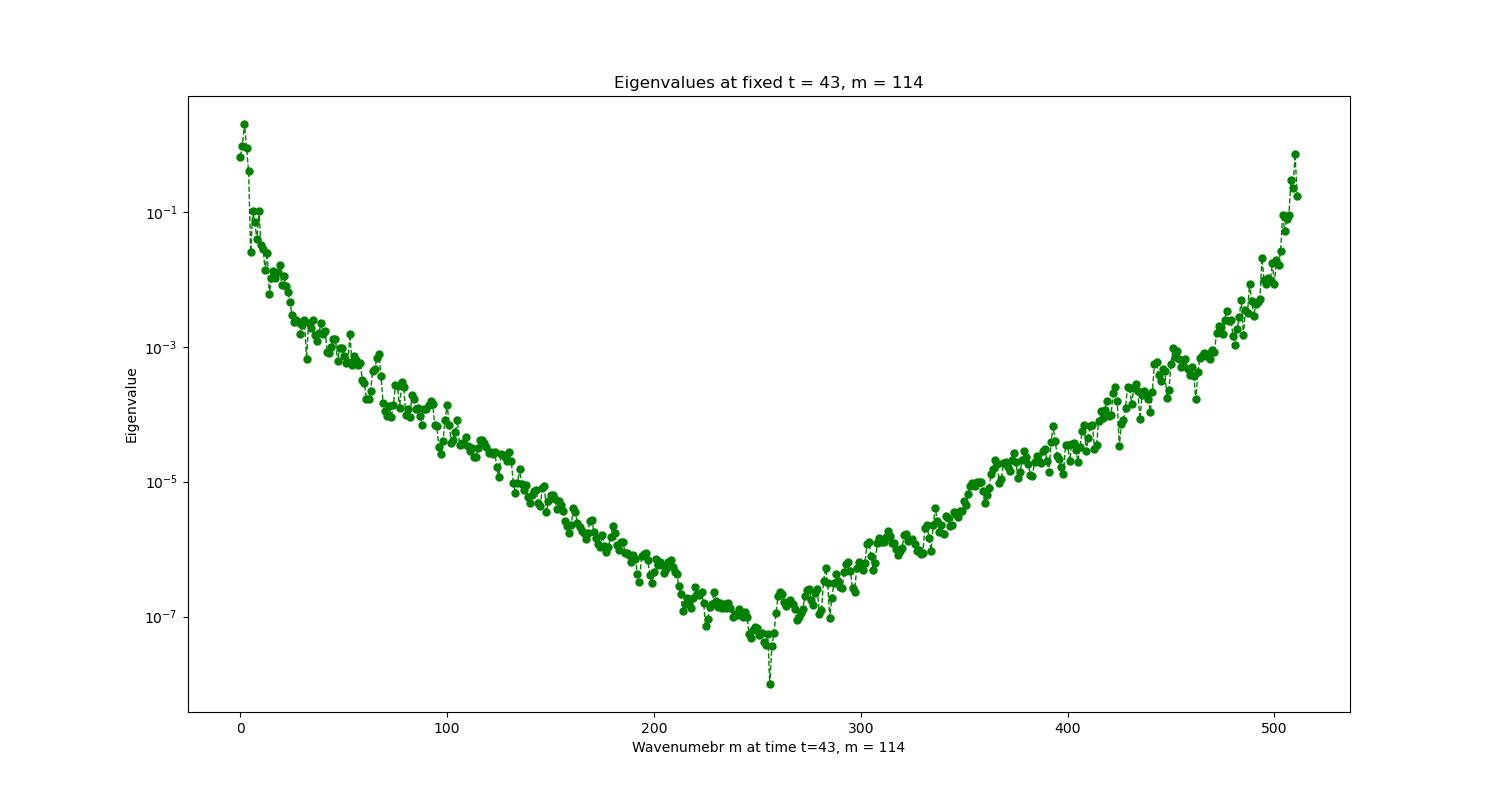 Eigenvalues at fixed t = 43, m = 114
Eigenvalue
10⁻¹
10⁻³
10⁻⁵
10⁻⁷
0 100 200 300 400 500
Wavenumebr m at time t=43, m = 114